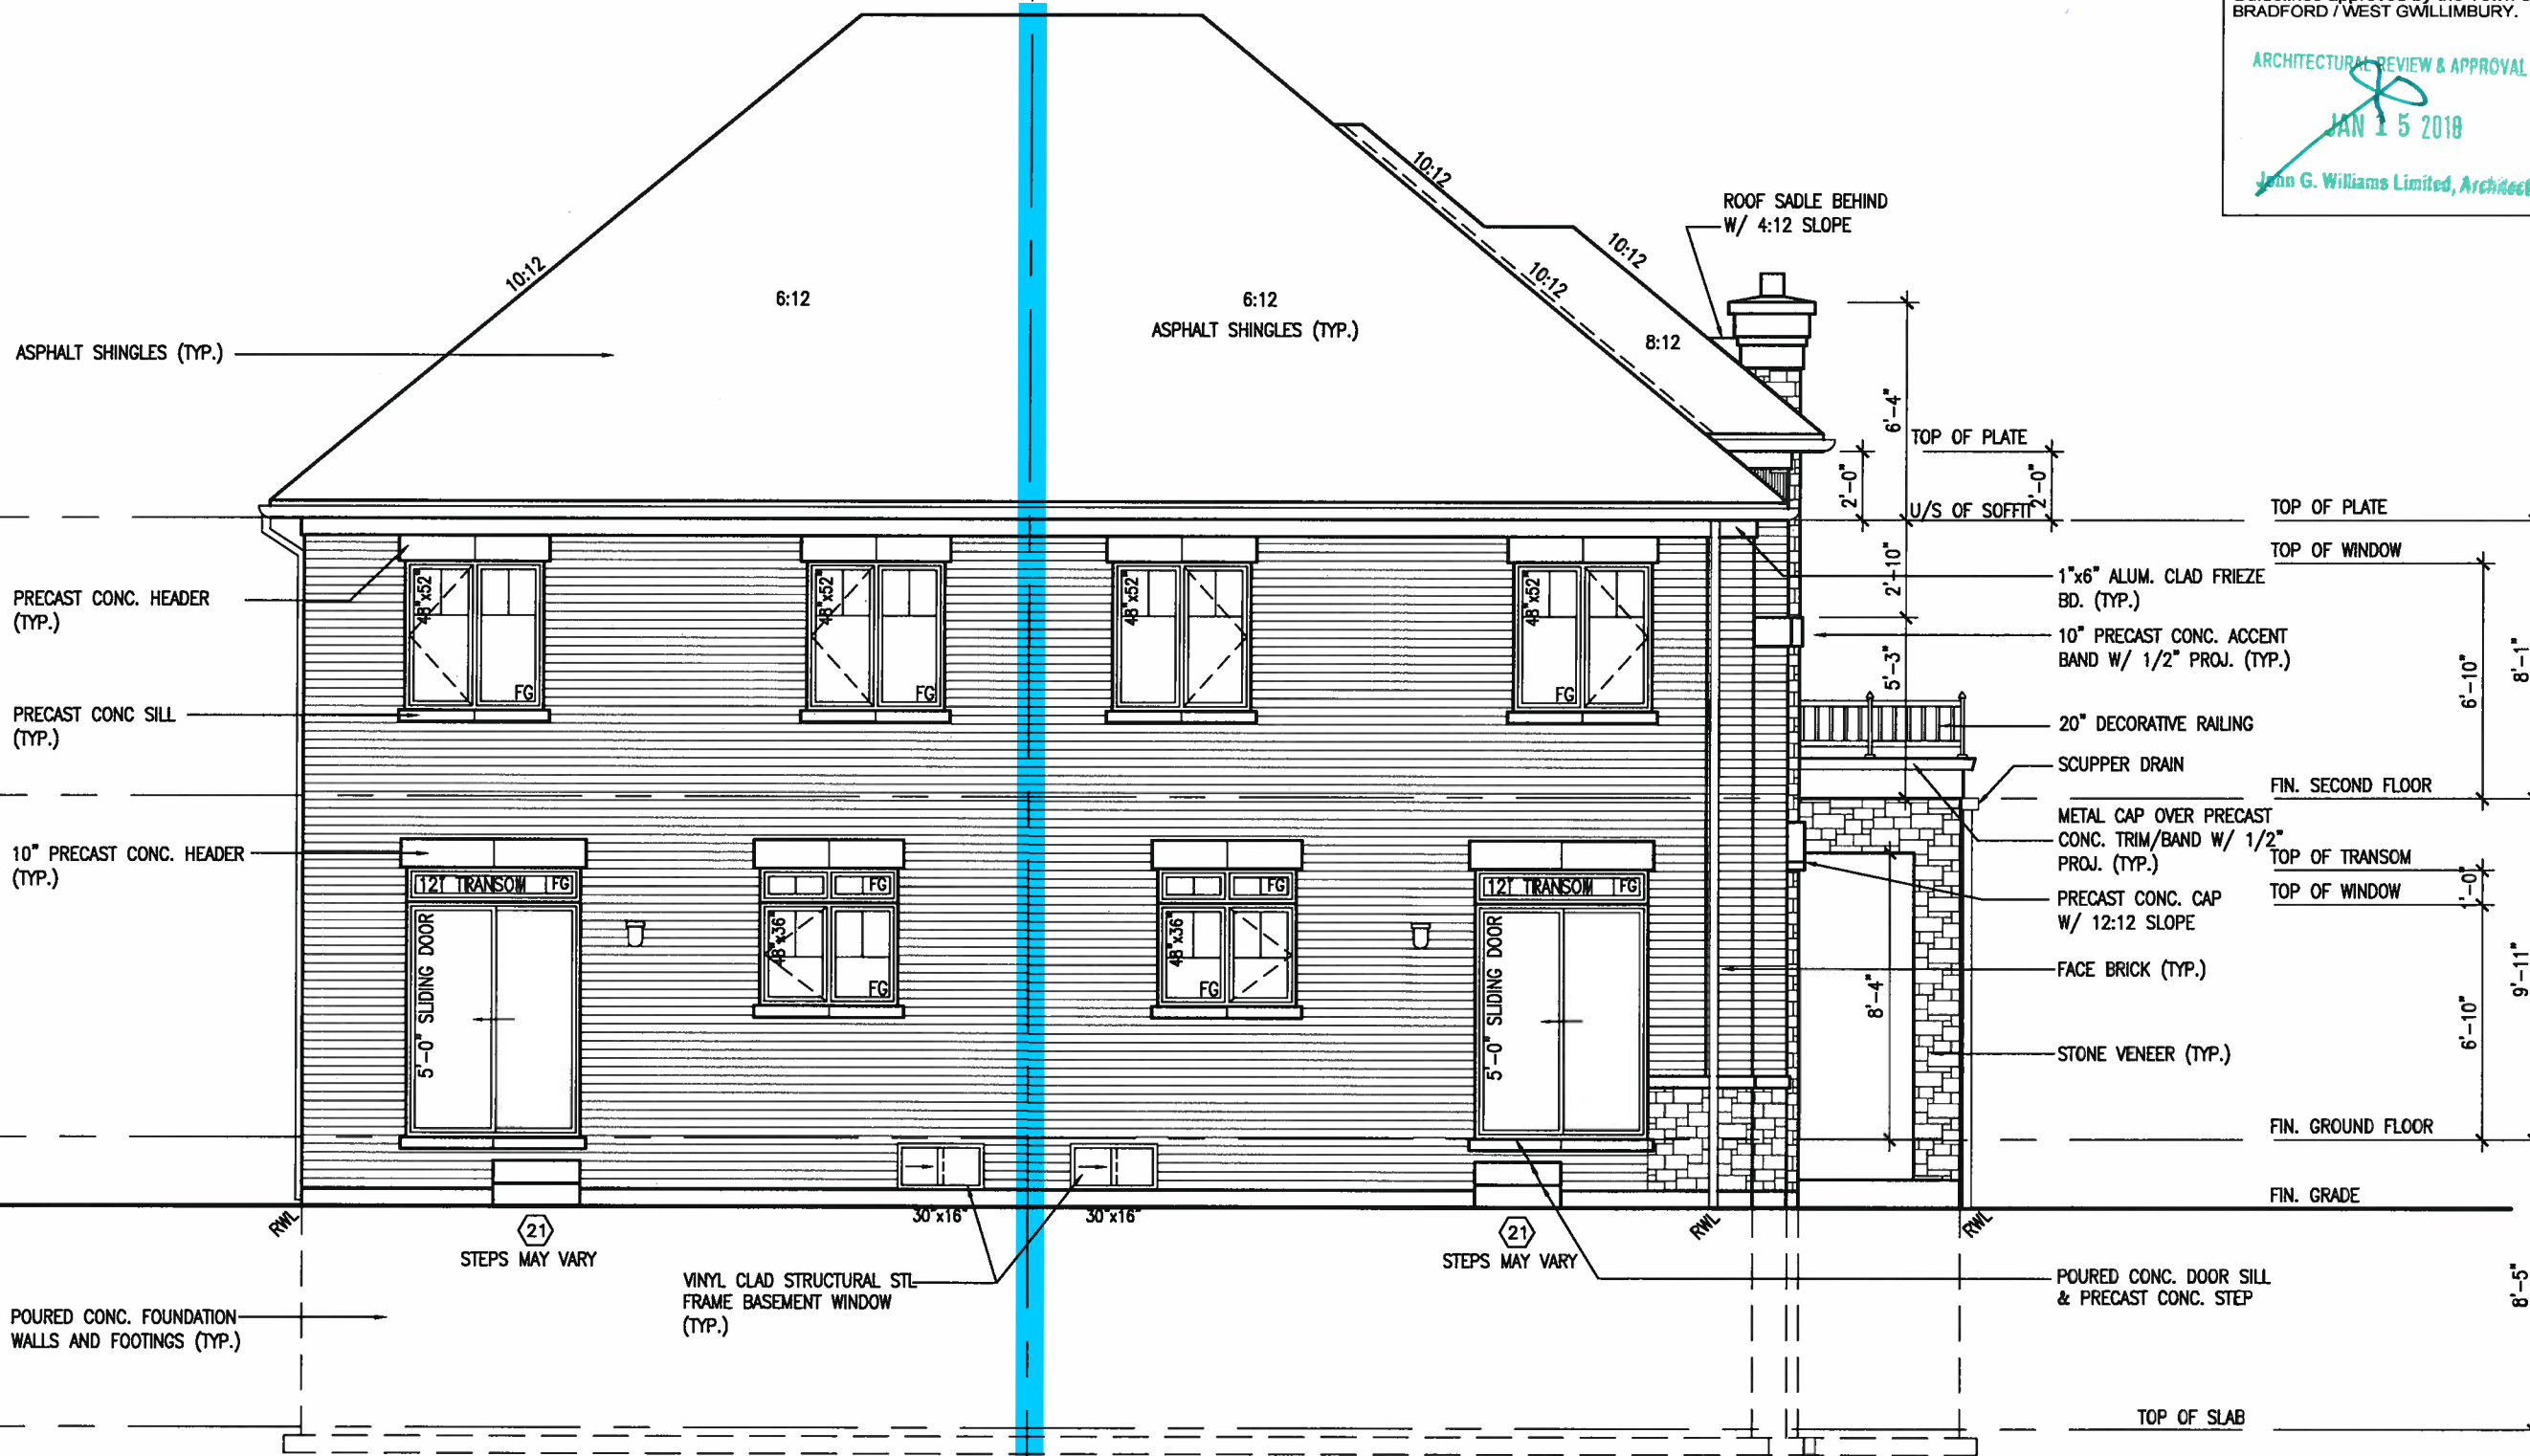 BRADFORD / WEST GWILLIMBURY.
ARCHITECTURAL REVIEW & APPROVAL
JAN 15 2018
John G. Williams Limited, Architect
10:12
6:12
6:12
ASPHALT SHINGLES (TYP.)
10:12
10:12
10:12
8:12
ROOF SADLE BEHIND
W/ 4:12 SLOPE
ASPHALT SHINGLES (TYP.)
6'-4"
TOP OF PLATE
2'-0"
2'-0"
U/S OF SOFFIT
TOP OF PLATE
TOP OF WINDOW
2'-10"
1"x6" ALUM. CLAD FRIEZE
BD. (TYP.)
10" PRECAST CONC. ACCENT
BAND W/ 1/2" PROJ. (TYP.)
5'-3"
6'-10"
8'-1"
20" DECORATIVE RAILING
SCUPPER DRAIN
FIN. SECOND FLOOR
METAL CAP OVER PRECAST
CONC. TRIM/BAND W/ 1/2"
PROJ. (TYP.)
TOP OF TRANSOM
TOP OF WINDOW
1'-0"
PRECAST CONC. CAP
W/ 12:12 SLOPE
FACE BRICK (TYP.)
8'-4"
6'-10"
9'-11"
STONE VENEER (TYP.)
FIN. GROUND FLOOR
FIN. GRADE
PRECAST CONC. HEADER
(TYP.)
PRECAST CONC SILL
(TYP.)
10" PRECAST CONC. HEADER
(TYP.)
48"x52"
FG
48"x52"
FG
48"x52"
48"x52"
FG
12" TRANSOM FG
5'-0" SLIDING DOOR
FG
48"x36"
FG
FG
48"x36"
FG
12" TRANSOM FG
5'-0" SLIDING DOOR
30"x16"
30"x16"
RWL
RWL
RWL
21
STEPS MAY VARY
21
STEPS MAY VARY
VINYL CLAD STRUCTURAL STL
FRAME BASEMENT WINDOW
(TYP.)
POURED CONC. DOOR SILL
& PRECAST CONC. STEP
POURED CONC. FOUNDATION
WALLS AND FOOTINGS (TYP.)
8'-5"
TOP OF SLAB